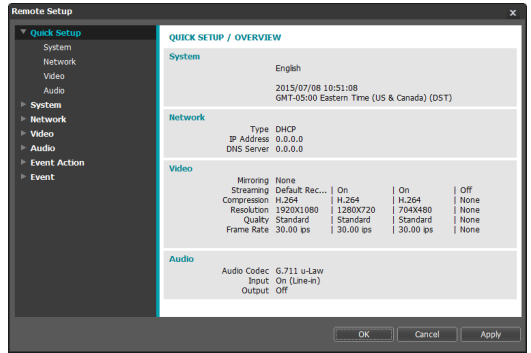 Remote Setup
x
Quick Setup
System
Network
Video
Audio
System
Network
Video
Audio
Event Action
Event
QUICK SETUP / OVERVIEW
System
English
2015/07/08 10:51:08
GMT-05:00 Eastern Time (US & Canada) (DST)
Network
Type DHCP
IP Address 0.0.0.0
DNS Server 0.0.0.0
Video
Mirroring None
Streaming Default Rec... | On | On | Off
Compression H.264 | H.264 | H.264 | None
Resolution 1920X1080 | 1280X720 | 704X480 | None
Quality Standard | Standard | Standard | None
Frame Rate 30.00 ips | 30.00 ips | 30.00 ips | None
Audio
Audio Codec G.711 u-Law
Input On (Line-in)
Output Off
OK Cancel Apply